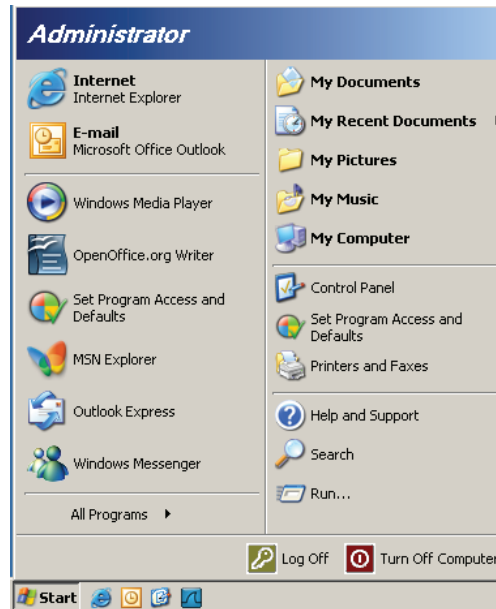 Administrator
Internet
Internet Explorer
E-mail
Microsoft Office Outlook
Windows Media Player
OpenOffice.org Writer
Set Program Access and
Defaults
MSN Explorer
Outlook Express
Windows Messenger
All Programs
My Documents
My Recent Documents
My Pictures
My Music
My Computer
Control Panel
Set Program Access and
Defaults
Printers and Faxes
Help and Support
Search
Run...
Log Off
Turn Off Computer
Start